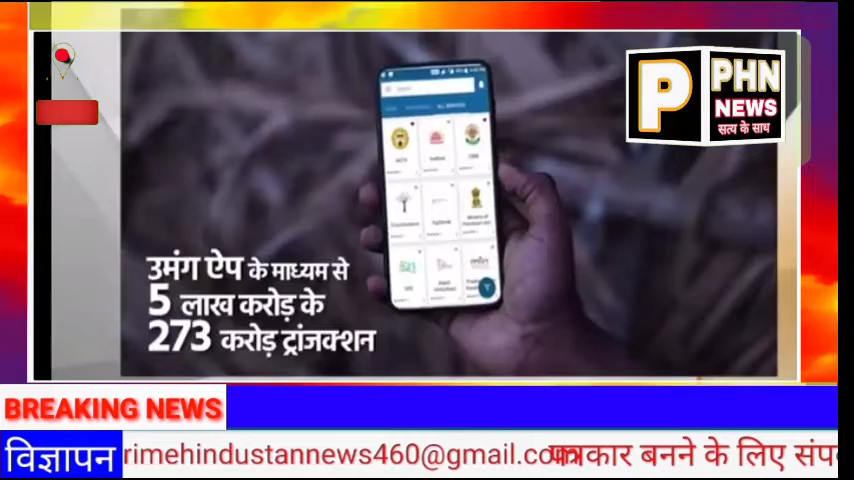 P
PHN
NEWS
सत्य के साथ
उमंग ऐप के माध्यम से
5 लाख करोड़ के
273 करोड़ ट्रांजक्शन
BREAKING NEWS
विज्ञापन
rimehindustannews460@gmail.com
पत्रकार बनने के लिए संप